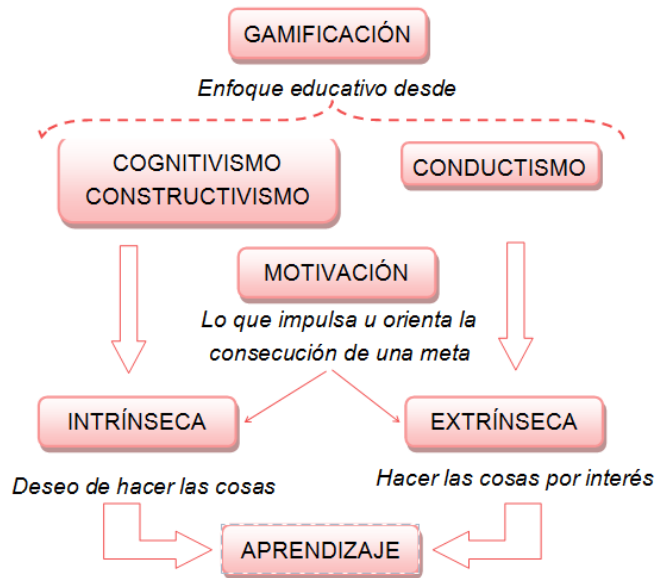 GAMIFICACIÓN
Enfoque educativo desde
COGNITIVISMO
CONSTRUCTIVISMO
CONDUCTISMO
MOTIVACIÓN
Lo que impulsa u orienta la
consecución de una meta
INTRÍNSECA
EXTRÍNSECA
Deseo de hacer las cosas
Hacer las cosas por interés
APRENDIZAJE